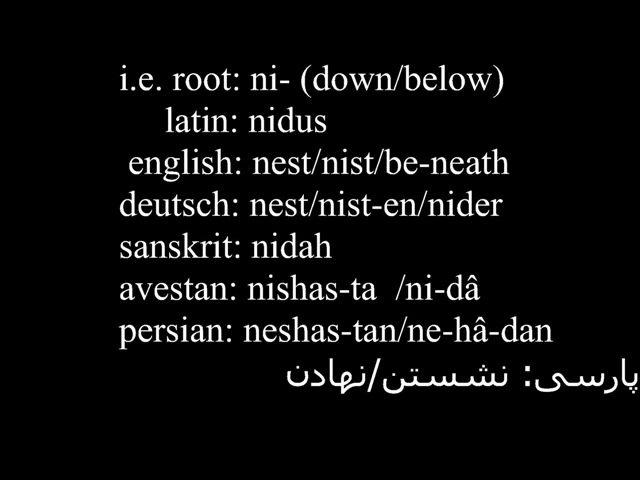 i.e. root: ni- (down/below)
latin: nidus
english: nest/nist/be-neath
deutsch: nest/nist-en/nider
sanskrit: nidah
avestan: nishas-ta /ni-dâ
persian: neshas-tan/ne-hâ-dan
پارسی: نشستن/نهادن